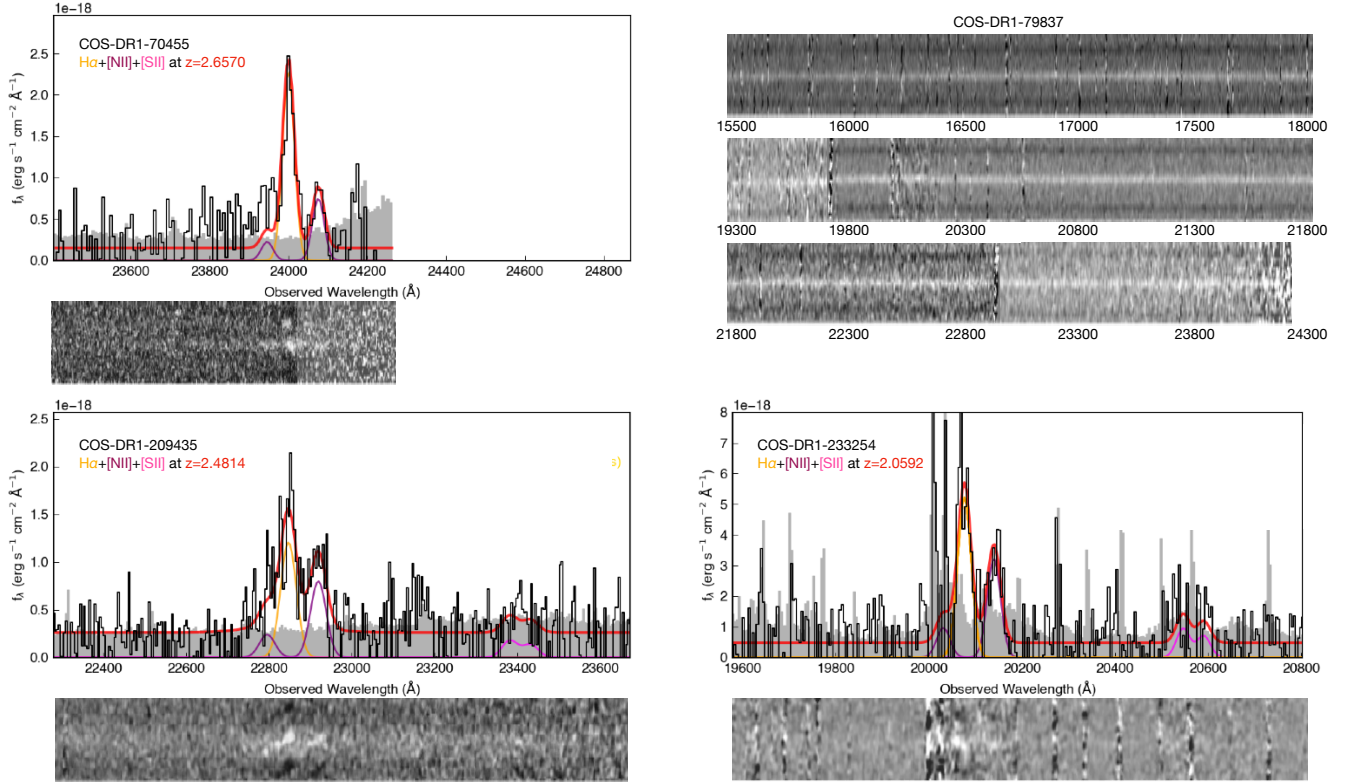 1e−18
COS-DR1-70455
Hα+[NII]+[SII] at z=2.6570
2.5
2.0
1.5
1.0
0.5
0.0
fλ (erg s−1 cm−2 Å−1)
23600 23800 24000 24200 24400 24600 24800
Observed Wavelength (Å)
COS-DR1-79837
15500 16000 16500 17000 17500 18000
19300 19800 20300 20800 21300 21800
21800 22300 22800 23300 23800 24300
1e−18
COS-DR1-209435
Hα+[NII]+[SII] at z=2.4814
s)
2.5
2.0
1.5
1.0
0.5
0.0
fλ (erg s−1 cm−2 Å−1)
22400 22600 22800 23000 23200 23400 23600
Observed Wavelength (Å)
1e−18
COS-DR1-233254
Hα+[NII]+[SII] at z=2.0592
8
7
6
5
4
3
2
1
0
fλ (erg s−1 cm−2 Å−1)
19600 19800 20000 20200 20400 20600 20800
Observed Wavelength (Å)